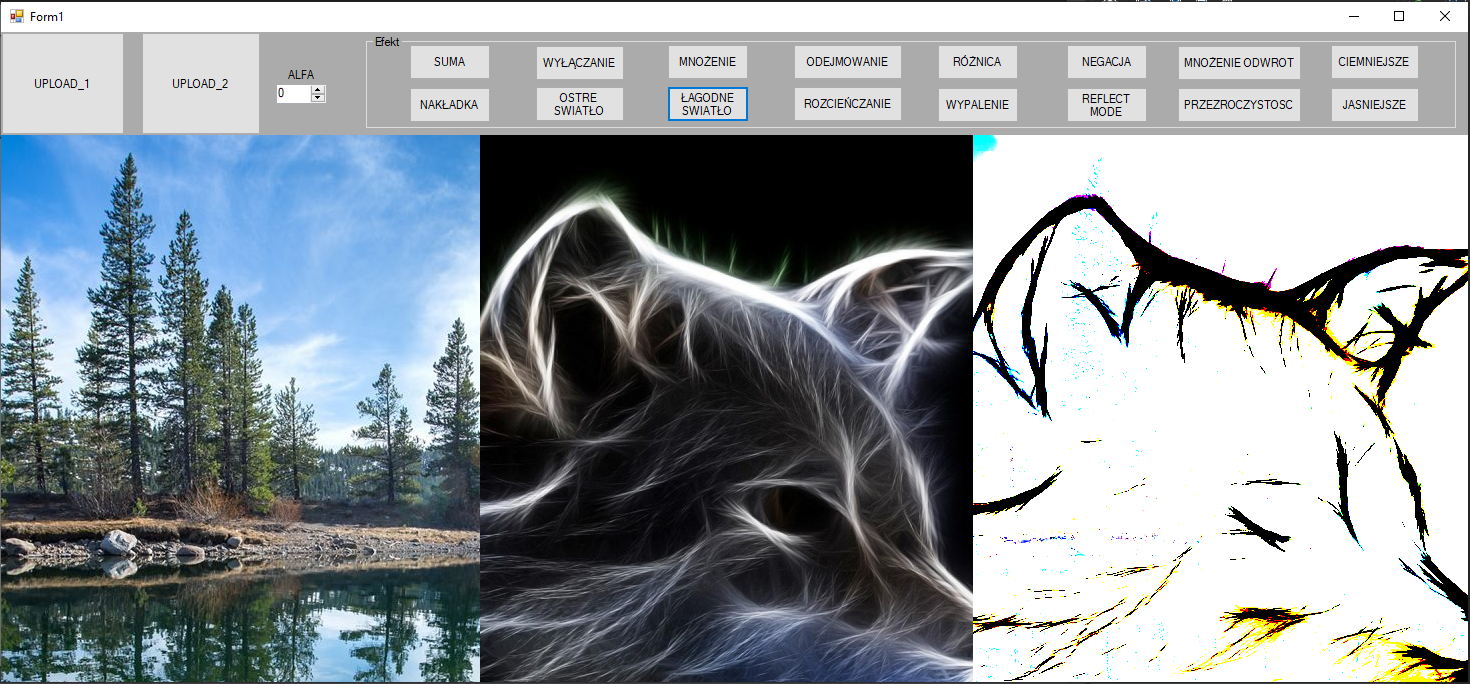 Form1
UPLOAD_1
UPLOAD_2
ALFA
0
Efekt
SUMA
WYŁĄCZANIE
MNOŻENIE
ODEJMOWANIE
RÓŻNICA
NEGACJA
MNOŻENIE ODWROT
CIEMNIEJSZE
NAKŁADKA
OSTRE
SWIATŁO
ŁAGODNE
SWIATŁO
ROZCIEŃCZANIE
WYPALENIE
REFLECT
MODE
PRZEZROCZYSTOSC
JASNIEJSZE